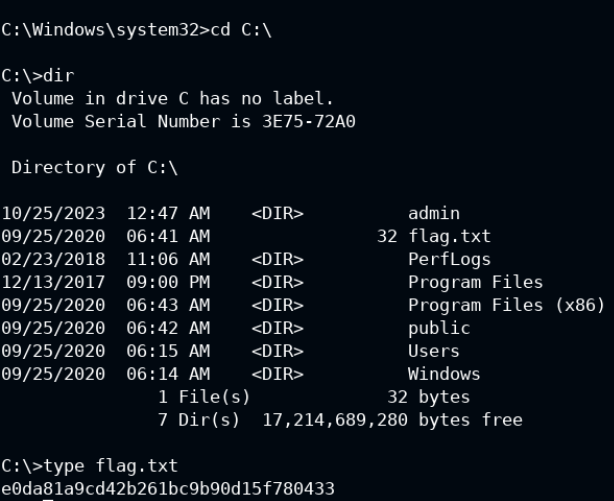 C:\Windows\system32>cd C:\
C:\>dir
Volume in drive C has no label.
Volume Serial Number is 3E75-72A0
Directory of C:\
10/25/2023  12:47 AM    <DIR>          admin
09/25/2020  06:41 AM                32 flag.txt
02/23/2018  11:06 AM    <DIR>          PerfLogs
12/13/2017  09:00 PM    <DIR>          Program Files
09/25/2020  06:43 AM    <DIR>          Program Files (x86)
09/25/2020  06:42 AM    <DIR>          public
09/25/2020  06:15 AM    <DIR>          Users
09/25/2020  06:14 AM    <DIR>          Windows
1 File(s)             32 bytes
7 Dir(s)  17,214,689,280 bytes free
C:\>type flag.txt
e0da81a9cd42b261bc9b90d15f780433